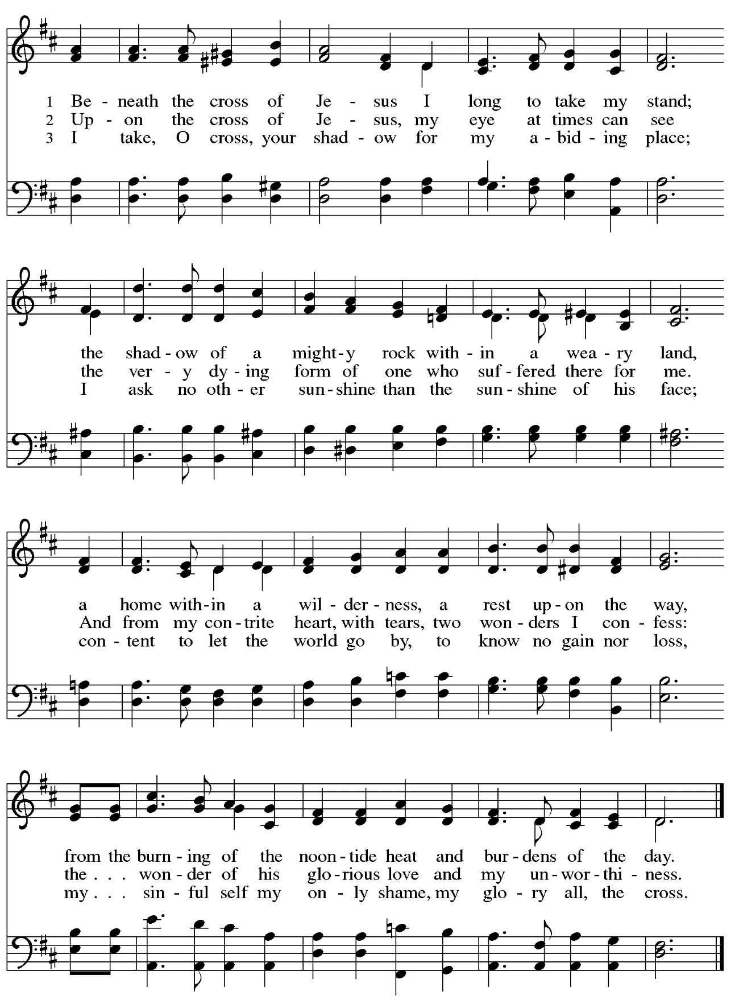 1 Be - neath the cross of Je - sus I long to take my stand;
2 Up - on the cross of Je - sus, my eye at times can see
3 I take, O cross, your shad - ow for my a - bid - ing place;
the shad - ow of a might - y rock with - in a wea - ry land,
the ver - y dy - ing form of one who suf - fered there for me.
I ask no oth - er sun - shine than the sun - shine of his face;
a home with - in a wil - der - ness, a rest up - on the way,
And from my con - trite heart, with tears, two won - ders I con - fess:
con - tent to let the world go by, to know no gain nor loss,
from the burn - ing of the noon - tide heat and bur - dens of the day.
the . . . won - der of his glo - rious love and my un - wor - thi - ness.
my . . . sin - ful self my on - ly shame, my glo - ry all, the cross.